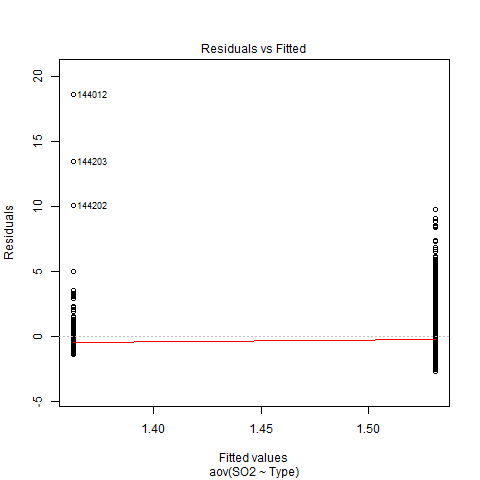 Residuals vs Fitted
20
15
10
5
0
-5
Residuals
144012
144203
144202
1.40 1.45 1.50
Fitted values
aov(SO2 ~ Type)